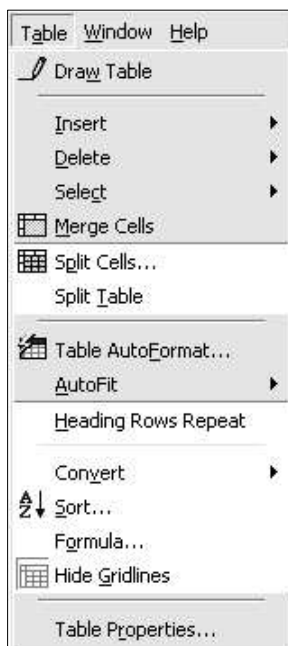 Table Window Help
Draw Table
Insert
Delete
Select
Merge Cells
Split Cells...
Split Table
Table AutoFormat...
AutoFit
Heading Rows Repeat
Convert
Sort...
Formula...
Hide Gridlines
Table Properties...